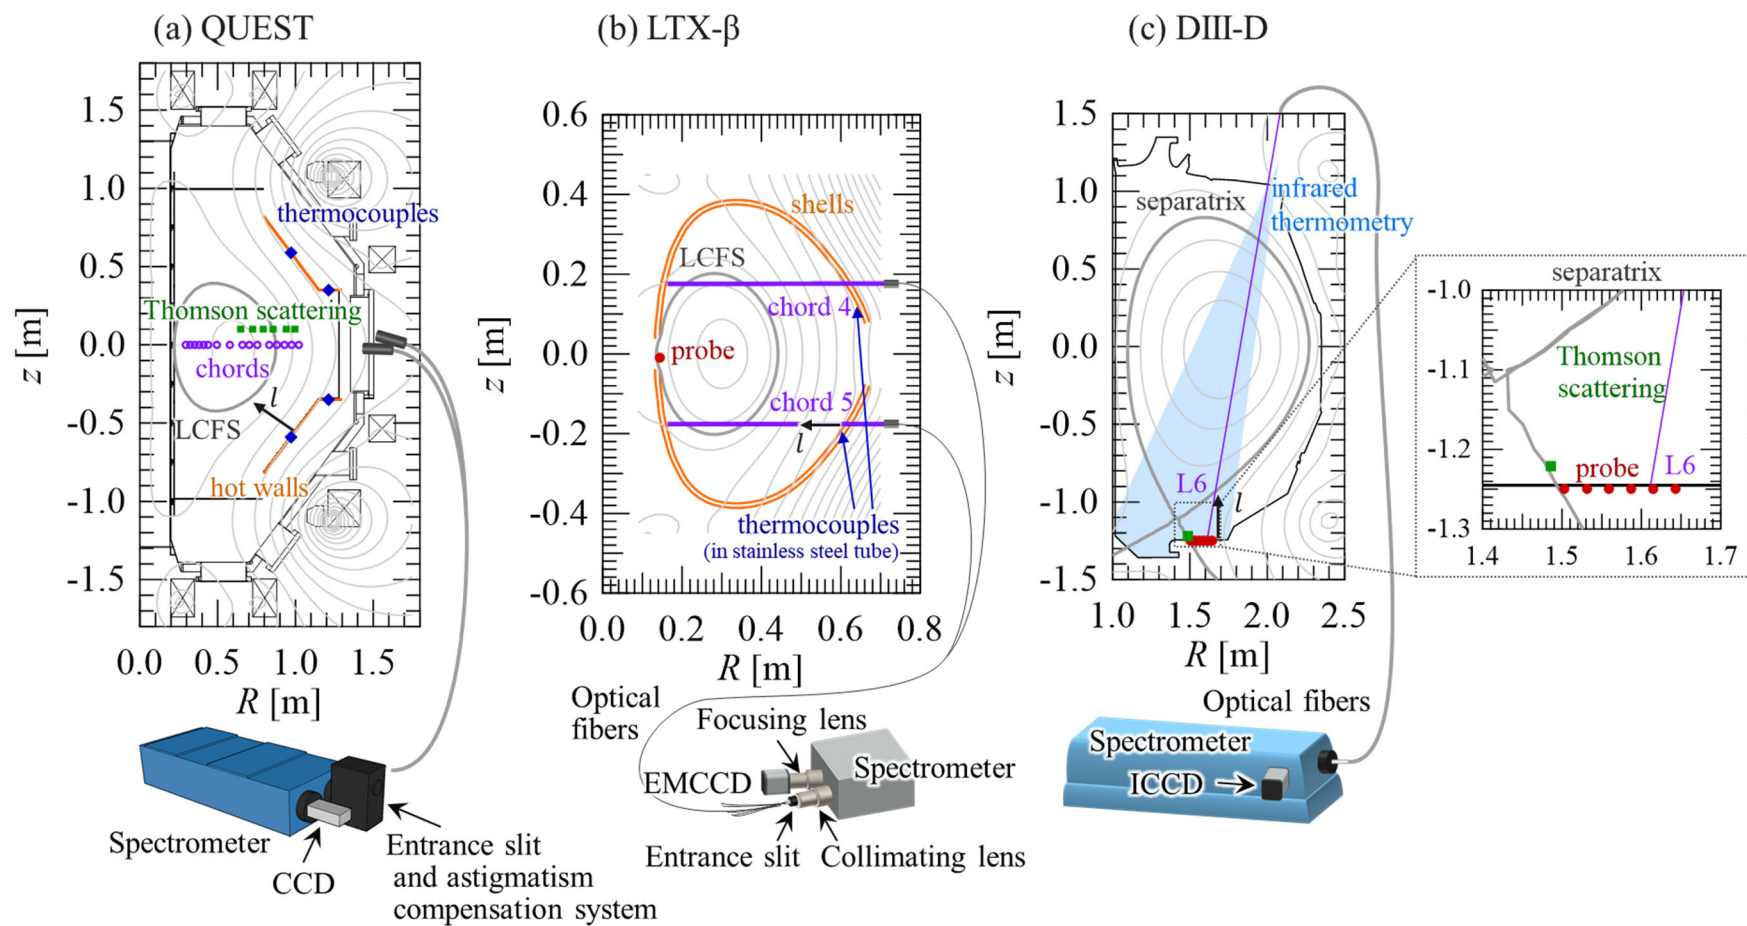 (a) QUEST
1.5
1.0
0.5
0.0
-0.5
-1.0
-1.5
z [m]
thermocouples
Thomson scattering
chords
l
LCFS
hot walls
0.0 0.5 1.0 1.5
R [m]
Spectrometer
CCD
Entrance slit
and astigmatism
compensation system
(b) LTX-β
0.6
0.4
0.2
0.0
-0.2
-0.4
-0.6
z [m]
shells
LCFS
chord 4
probe
chord 5
l
thermocouples
(in stainless steel tube)
0.0 0.2 0.4 0.6 0.8
R [m]
Optical
fibers
Focusing lens
EMCCD
Spectrometer
Entrance slit
Collimating lens
(c) DIII-D
1.5
1.0
0.5
0.0
-0.5
-1.0
-1.5
z [m]
separatrix
infrared
thermometry
L6
l
1.0 1.5 2.0 2.5
R [m]
separatrix
-1.0
-1.1
-1.2
-1.3
Thomson
scattering
probe
L6
1.4 1.5 1.6 1.7
Optical fibers
Spectrometer
ICCD